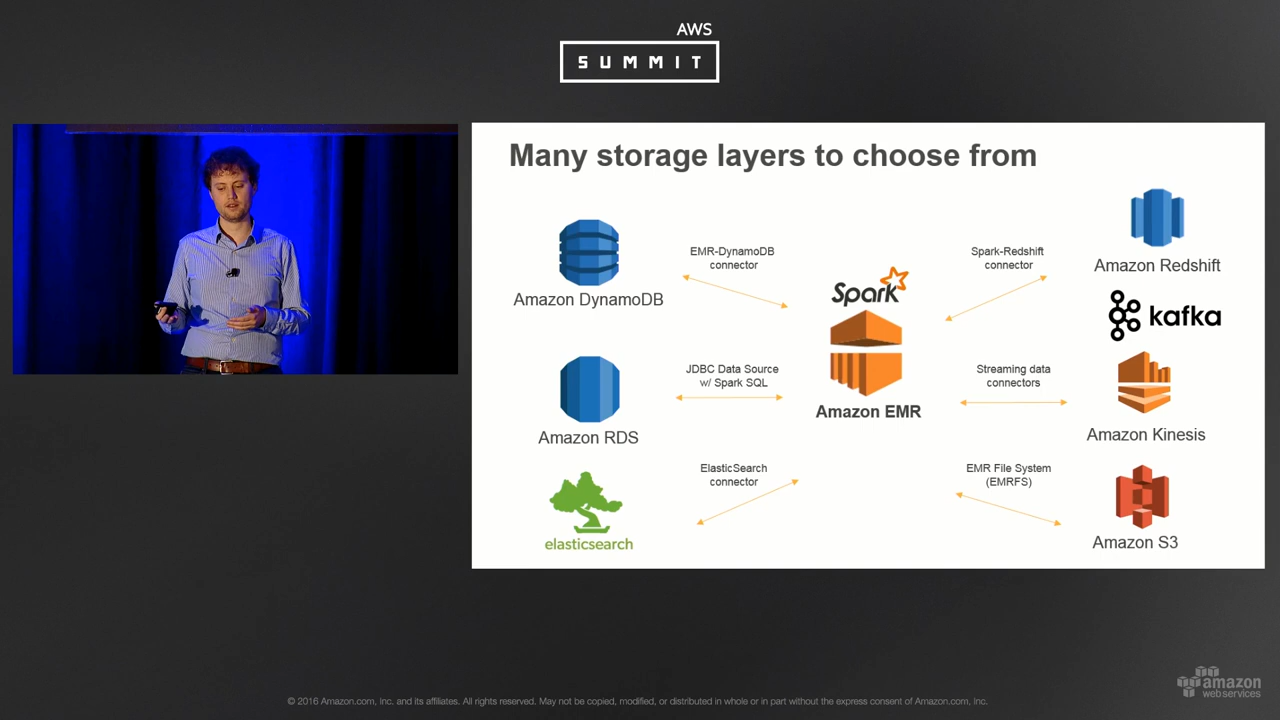 AWS
SUMMIT
Many storage layers to choose from
Amazon DynamoDB
EMR-DynamoDB
connector
Spark
Amazon EMR
Spark-Redshift
connector
Amazon Redshift
kafka
Amazon RDS
JDBC Data Source
w/ Spark SQL
Streaming data
connectors
Amazon Kinesis
elasticsearch
ElasticSearch
connector
EMR File System
(EMRFS)
Amazon S3
© 2016 Amazon.com, Inc. and its affiliates. All rights reserved. May not be copied, modified, or distributed in whole or in part without the express consent of Amazon.com, Inc.
amazon
web services